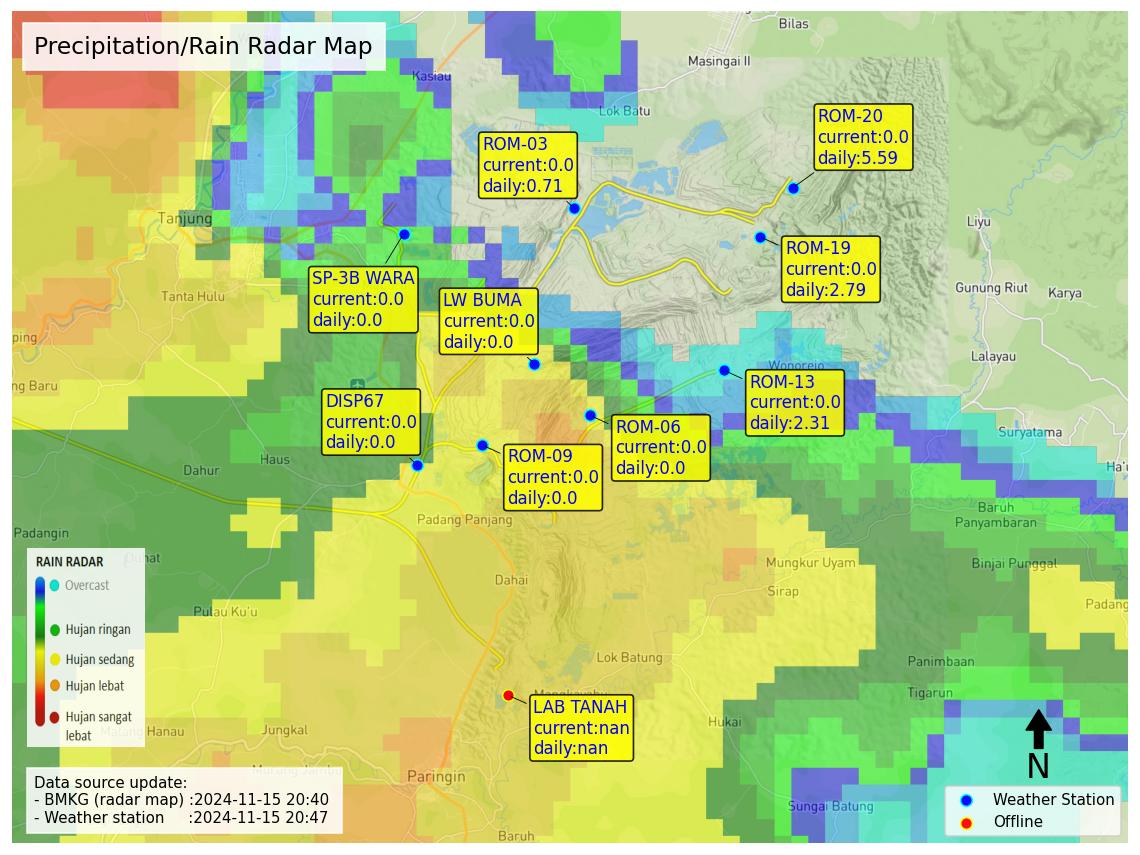 Precipitation/Rain Radar Map
Bilas
Masingai II
Kasiau
Lok Batu
ROM-20
current:0.0
daily:5.59
ROM-03
current:0.0
daily:0.71
Tanjung
Liyu
ROM-19
current:0.0
daily:2.79
SP-3B WARA
current:0.0
daily:0.0
Gunung Riut
Karya
Tanta Hulu
LW BUMA
current:0.0
daily:0.0
ping
Lalayau
Wonorejo
ng Baru
ROM-13
current:0.0
daily:2.31
DISP67
current:0.0
daily:0.0
ROM-06
current:0.0
daily:0.0
Suryatama
Haus
Dahur
Ha'u
ROM-09
current:0.0
daily:0.0
Baruh
Panyambaran
Padang Panjang
Padangin
RAIN RADAR
Overcast
Hujan ringan
Hujan sedang
Hujan lebat
Hujan sangat
lebat
Mungkur Uyam
Binjai Punggal
Dahai
Sirap
Padang
Pulau Ku'u
Lok Batung
Panimbaan
Tigarun
LAB TANAH
current:nan
daily:nan
Hukai
Jungkal
Paringin
N
Data source update:
- BMKG (radar map) :2024-11-15 20:40
- Weather station :2024-11-15 20:47
Sungai Batung
Weather Station
Offline
Baruh